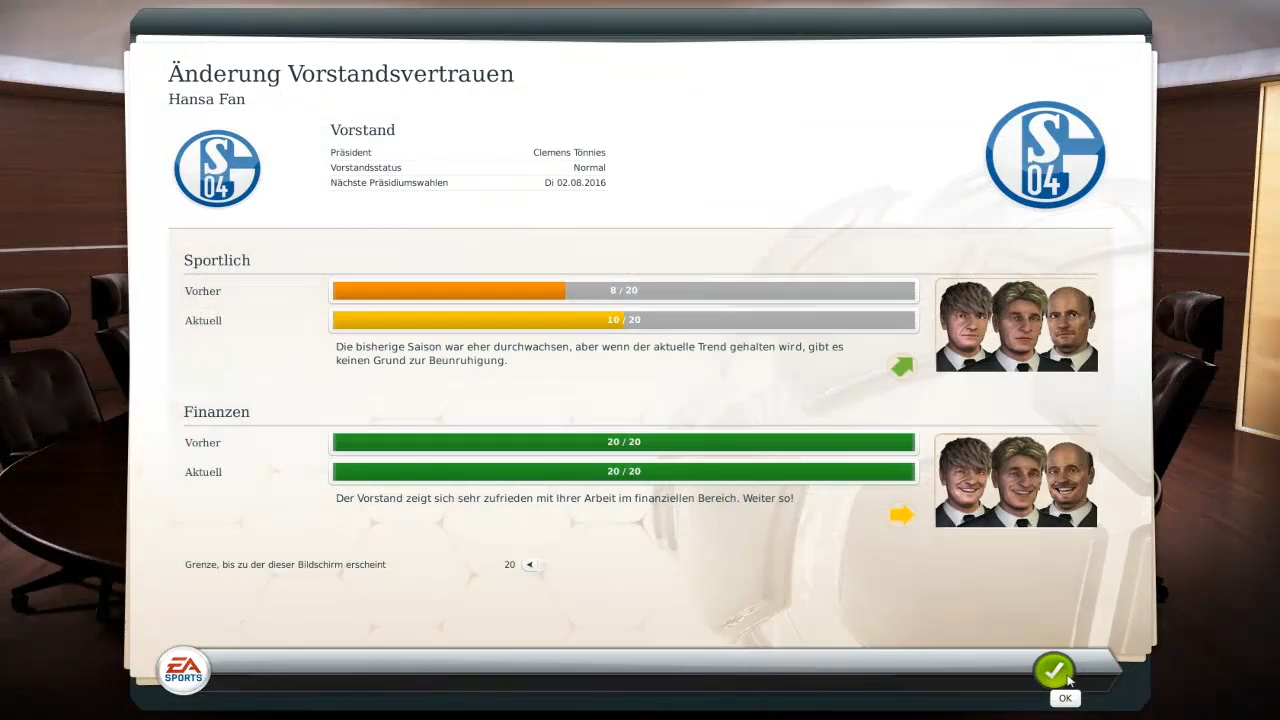 Änderung Vorstandsvertrauen
Hansa Fan
Vorstand
Präsident Clemens Tönnies
Vorstandsstatus Normal
Nächste Präsidiumswahlen Di 02.08.2016
S
04
S
04
Sportlich
Vorher 8 / 20
Aktuell 10 / 20
Die bisherige Saison war eher durchwachsen, aber wenn der aktuelle Trend gehalten wird, gibt es
keinen Grund zur Beunruhigung.
Finanzen
Vorher 20 / 20
Aktuell 20 / 20
Der Vorstand zeigt sich sehr zufrieden mit Ihrer Arbeit im finanziellen Bereich. Weiter so!
Grenze, bis zu der dieser Bildschirm erscheint 20
EA
SPORTS
OK